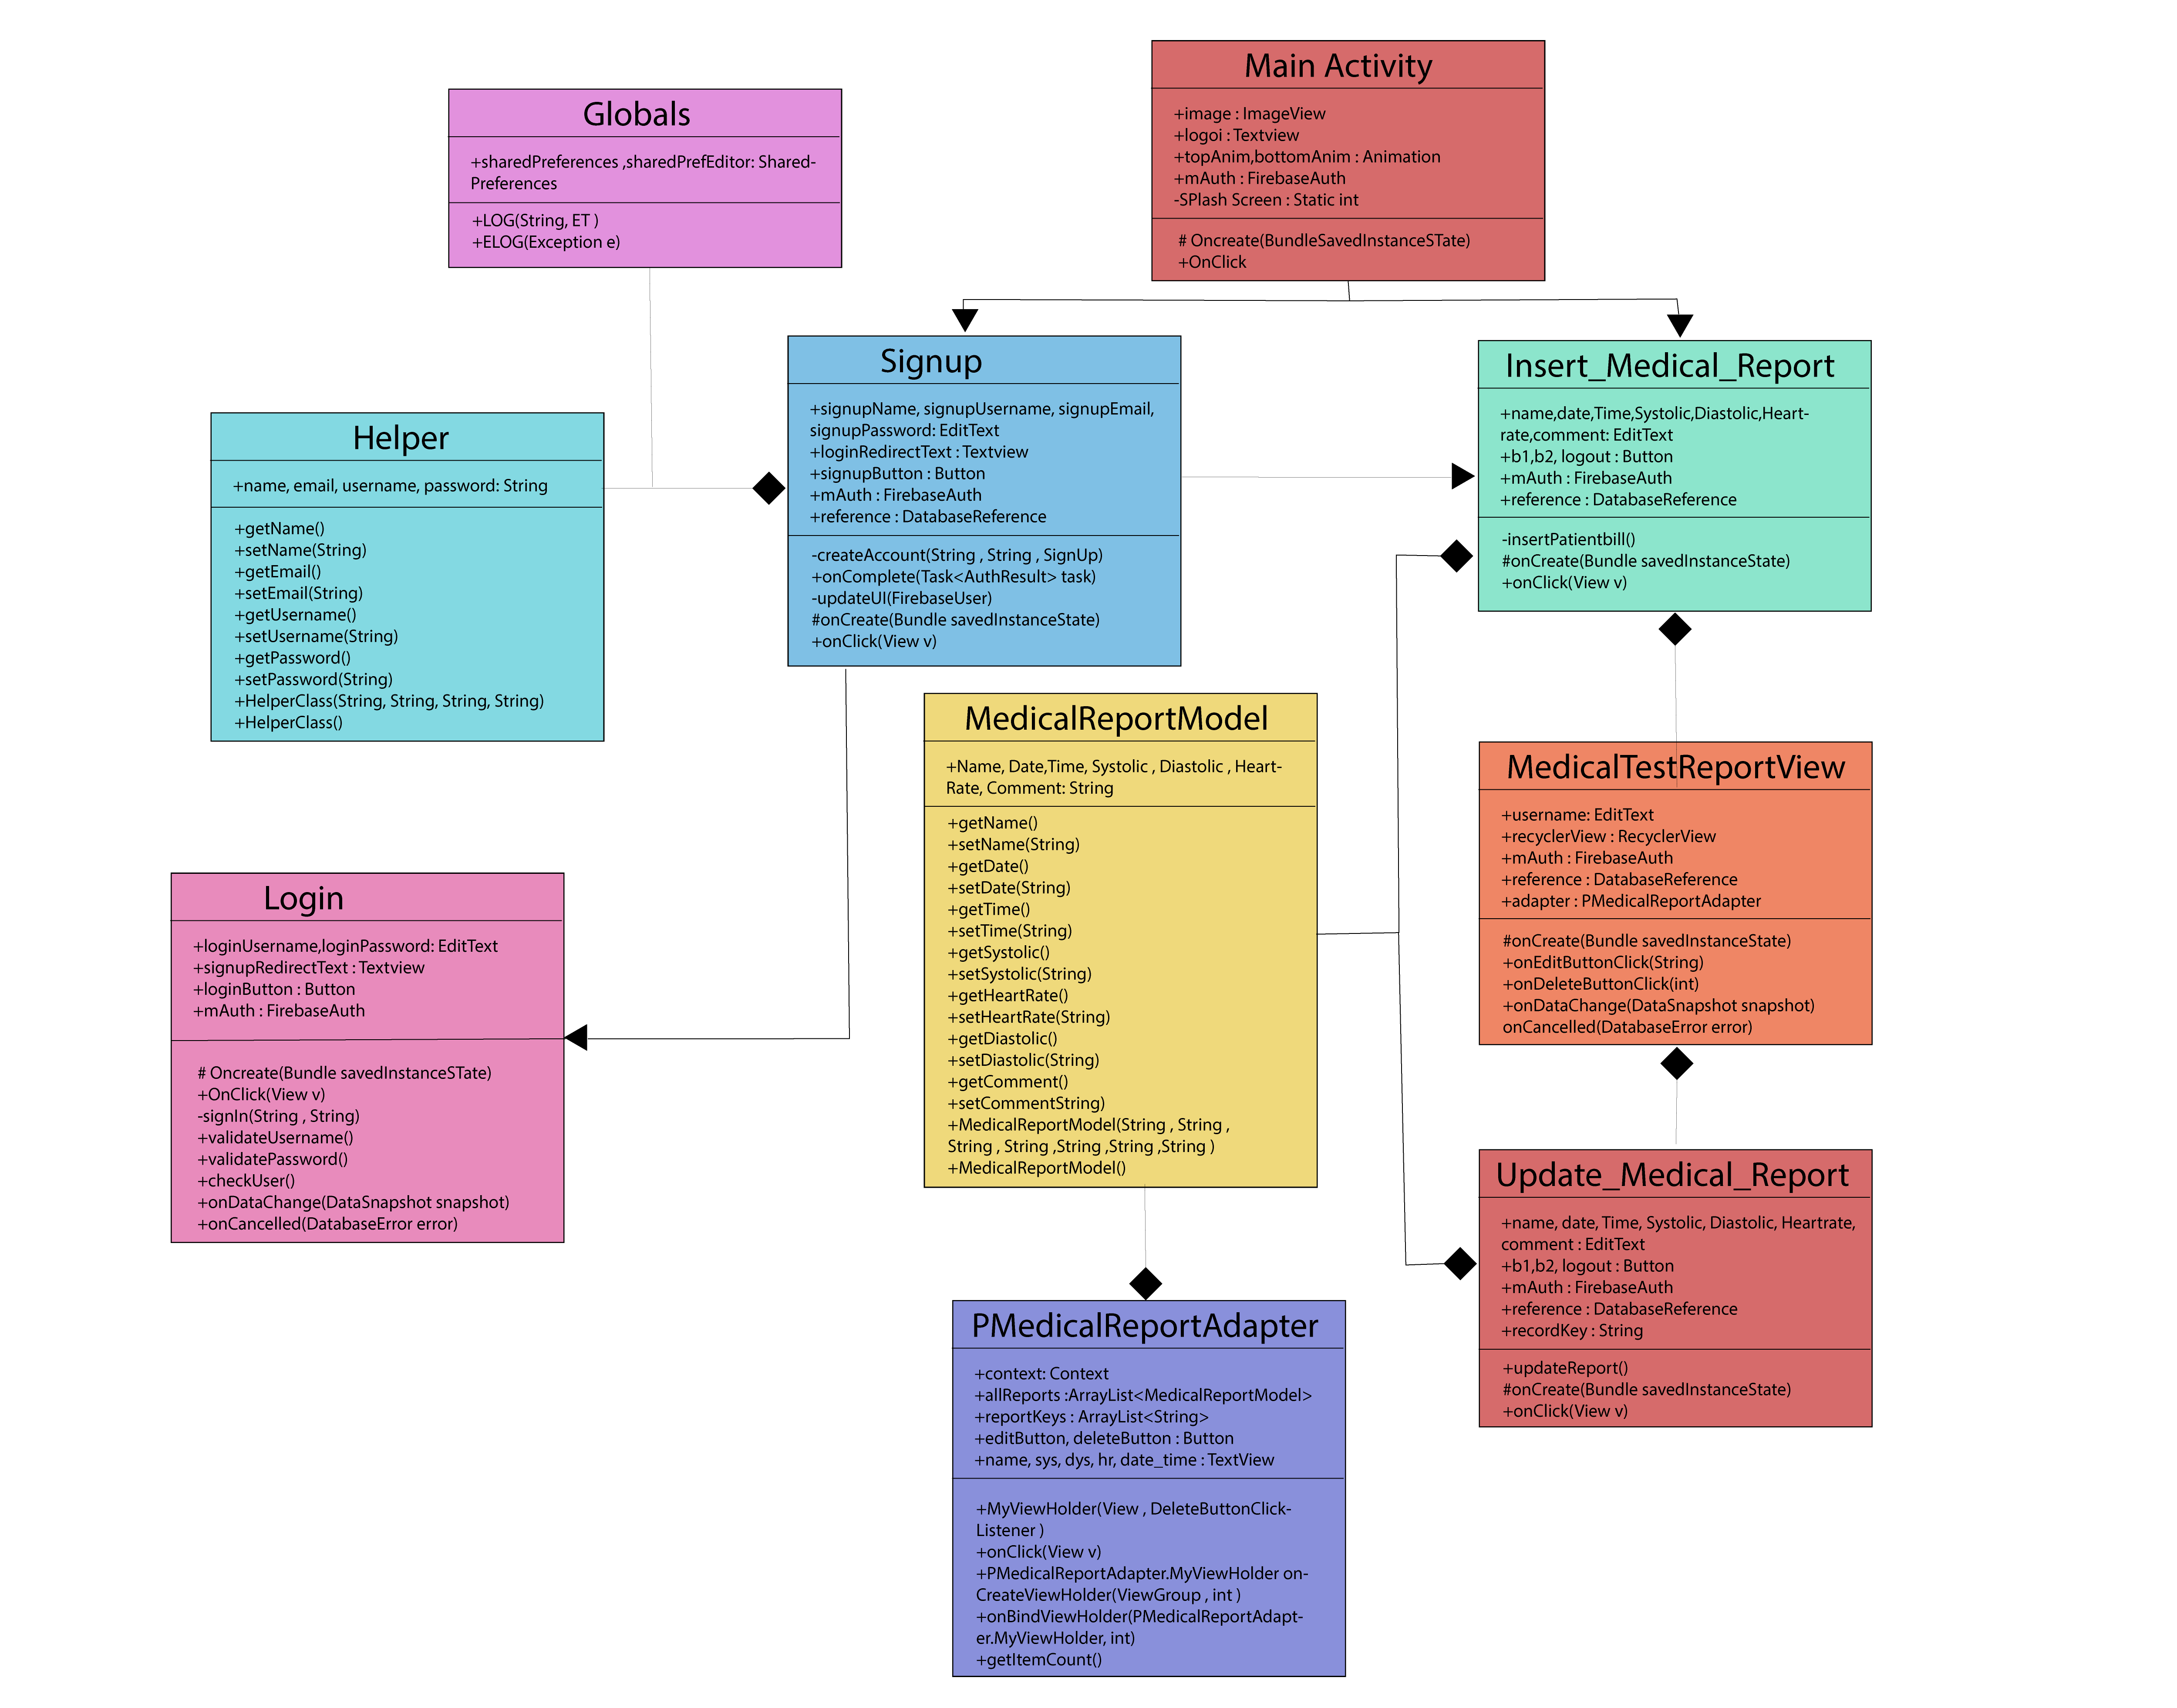 Main Activity
+image : ImageView
+logoi : Textview
+topAnim,bottomAnim : Animation
+mAuth : FirebaseAuth
-SPlash Screen : Static int
# Oncreate(BundleSavedInstanceSTate)
+OnClick
Globals
+sharedPreferences ,sharedPrefEditor: Shared-
Preferences
+LOG(String, ET )
+ELOG(Exception e)
Signup
+signupName, signupUsername, signupEmail,
signupPassword: EditText
+loginRedirectText : Textview
+signupButton : Button
+mAuth : FirebaseAuth
+reference : DatabaseReference
-createAccount(String , String , SignUp)
+onComplete(Task<AuthResult> task)
-updateUI(FirebaseUser)
#onCreate(Bundle savedInstanceState)
+onClick(View v)
Insert_Medical_Report
+name,date,Time,Systolic,Diastolic,Heart-
rate,comment: EditText
+b1,b2, logout : Button
+mAuth : FirebaseAuth
+reference : DatabaseReference
-insertPatientbill()
#onCreate(Bundle savedInstanceState)
+onClick(View v)
Helper
+name, email, username, password: String
+getName()
+setName(String)
+getEmail()
+setEmail(String)
+getUsername()
+setUsername(String)
+getPassword()
+setPassword(String)
+HelperClass(String, String, String, String)
+HelperClass()
MedicalReportModel
+Name, Date,Time, Systolic , Diastolic , Heart-
Rate, Comment: String
+getName()
+setName(String)
+getDate()
+setDate(String)
+getTime()
+setTime(String)
+getSystolic()
+setSystolic(String)
+getHeartRate()
+setHeartRate(String)
+getDiastolic()
+setDiastolic(String)
+getComment()
+setCommentString)
+MedicalReportModel(String , String ,
String , String ,String ,String ,String )
+MedicalReportModel()
MedicalTestReportView
+username: EditText
+recyclerView : RecyclerView
+mAuth : FirebaseAuth
+reference : DatabaseReference
+adapter : PMedicalReportAdapter
#onCreate(Bundle savedInstanceState)
+onEditButtonClick(String)
+onDeleteButtonClick(int)
+onDataChange(DataSnapshot snapshot)
onCancelled(DatabaseError error)
Login
+loginUsername,loginPassword: EditText
+signupRedirectText : Textview
+loginButton : Button
+mAuth : FirebaseAuth
# Oncreate(Bundle savedInstanceSTate)
+OnClick(View v)
-signIn(String , String)
+validateUsername()
+validatePassword()
+checkUser()
+onDataChange(DataSnapshot snapshot)
+onCancelled(DatabaseError error)
Update_Medical_Report
+name, date, Time, Systolic, Diastolic, Heartrate,
comment : EditText
+b1,b2, logout : Button
+mAuth : FirebaseAuth
+reference : DatabaseReference
+recordKey : String
+updateReport()
#onCreate(Bundle savedInstanceState)
+onClick(View v)
PMedicalReportAdapter
+context: Context
+allReports :ArrayList<MedicalReportModel>
+reportKeys : ArrayList<String>
+editButton, deleteButton : Button
+name, sys, dys, hr, date_time : TextView
+MyViewHolder(View , DeleteButtonClick-
Listener )
+onClick(View v)
+PMedicalReportAdapter.MyViewHolder on-
CreateViewHolder(ViewGroup , int )
+onBindViewHolder(PMedicalReportAdapt-
er.MyViewHolder, int)
+getItemCount()